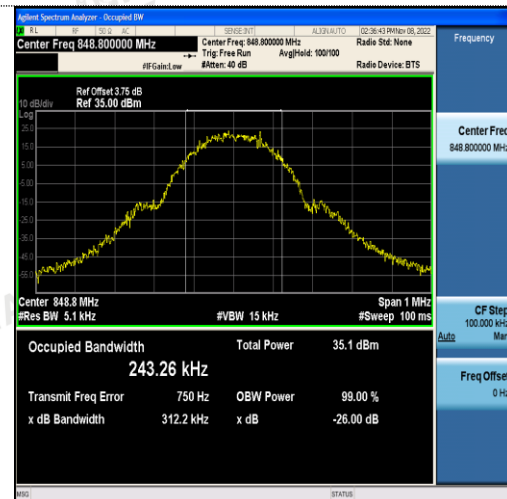 Agilent Spectrum Analyzer - Occupied BW
RL RF 50 Ω AC SENSE:INT ALIGNAUTO 02:36:43 PMNov 08, 2022
Center Freq 848.800000 MHz
Center Freq: 848.800000 MHz
Radio Std: None
Trig: Free Run Avg|Hold: 100/100
#IFGain:Low #Atten: 40 dB Radio Device: BTS
Ref Offset 3.75 dB
10 dB/div Ref 35.00 dBm
Log
25.0
15.0
5.00
-5.00
-15.0
-25.0
-35.0
-45.0
-55.0
Center 848.8 MHz Span 1 MHz
#Res BW 5.1 kHz #VBW 15 kHz #Sweep 100 ms
Occupied Bandwidth Total Power 35.1 dBm
243.26 kHz
Transmit Freq Error 750 Hz OBW Power 99.00 %
x dB Bandwidth 312.2 kHz x dB -26.00 dB
MSG STATUS
Frequency
Center Freq
848.800000 MHz
CF Step
100.000 kHz
Auto Man
Freq Offset
0 Hz